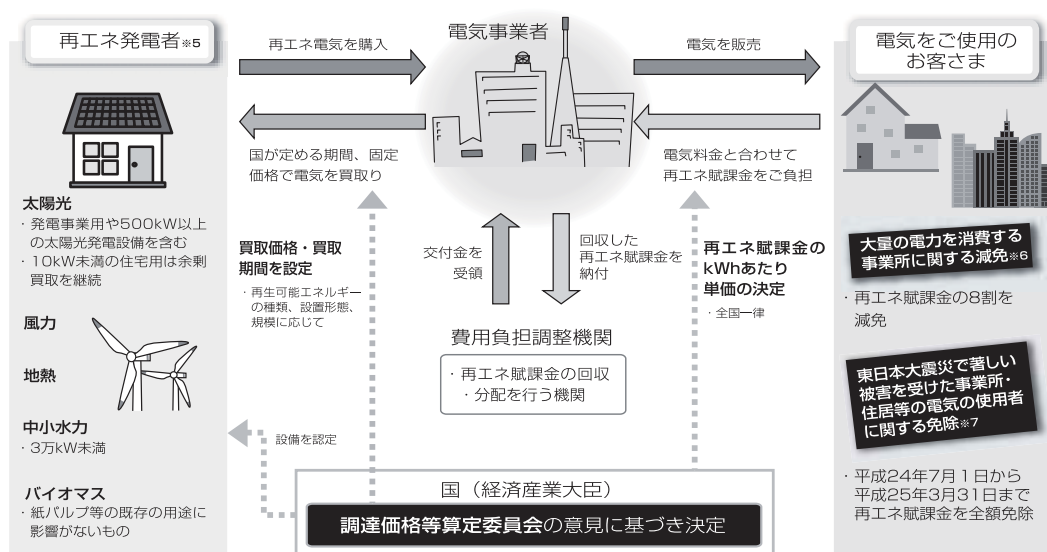 再エネ発電者※5
太陽光
・発電事業用や500kW以上
の太陽光発電設備を含む
・10kW未満の住宅用は余剰
買取を継続
風力
地熱
中小水力
・3万kW未満
バイオマス
・紙パルプ等の既存の用途に
影響がないもの
再エネ電気を購入
国が定める期間、固定
価格で電気を買取り
買取価格・買取
期間を設定
・再生可能エネルギー
の種類、設置形態、
規模に応じて
設備を認定
電気事業者
交付金を
受領
回収した
再エネ賦課金を
納付
費用負担調整機関
・再エネ賦課金の回収
・分配を行う機関
国（経済産業大臣）
調達価格等算定委員会の意見に基づき決定
電気を販売
電気料金と合わせて
再エネ賦課金をご負担
再エネ賦課金の
kWhあたり
単価の決定
・全国一律
電気をご使用の
お客さま
大量の電力を消費する
事業所に関する減免※6
・再エネ賦課金の8割を
減免
東日本大震災で著しい
被害を受けた事業所・
住居等の電気の使用者
に関する免除※7
・平成24年7月1日から
平成25年3月31日まで
再エネ賦課金を全額免除